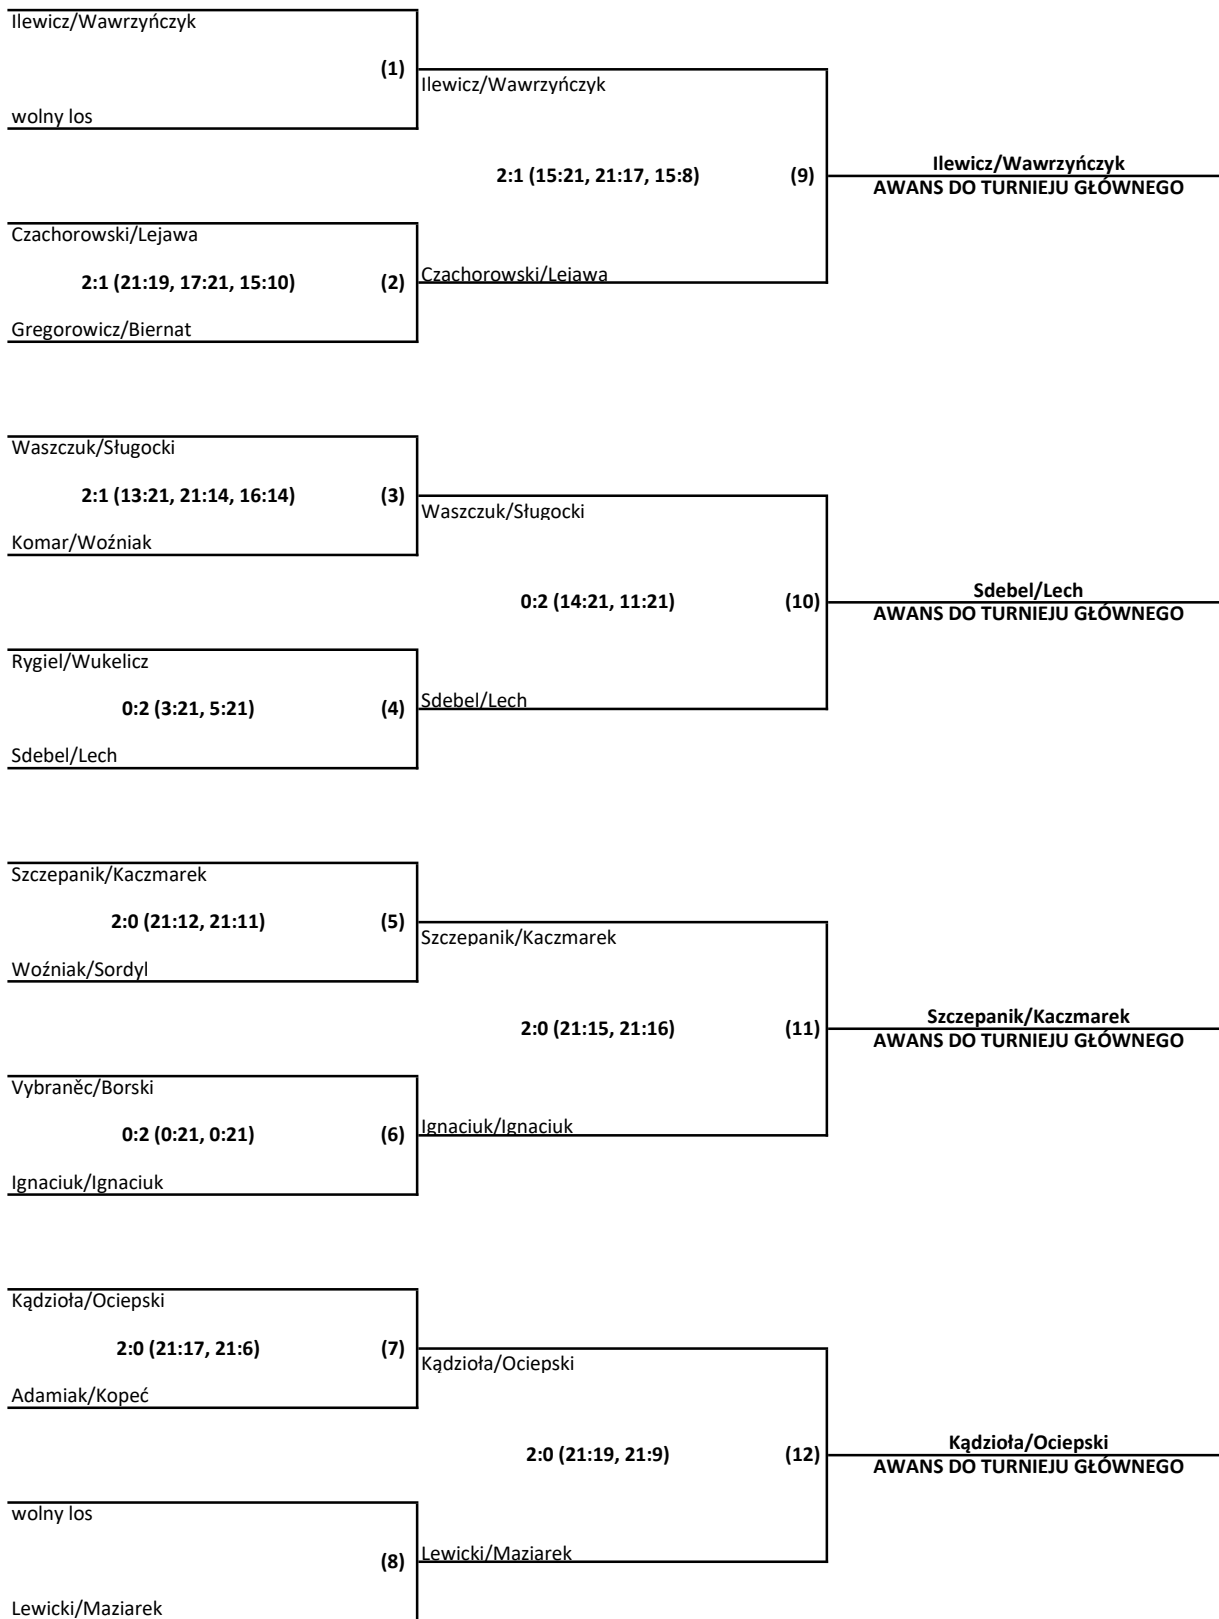 Ilewicz/Wawrzyńczyk
(1)
Ilewicz/Wawrzyńczyk
wolny los
2:1 (15:21, 21:17, 15:8)
(9)
Ilewicz/Wawrzyńczyk
AWANS DO TURNIEJU GŁÓWNEGO
Czachorowski/Lejawa
2:1 (21:19, 17:21, 15:10)
(2)
Czachorowski/Lejawa
Gregorowicz/Biernat
Waszczuk/Sługocki
2:1 (13:21, 21:14, 16:14)
(3)
Waszczuk/Sługocki
Komar/Woźniak
0:2 (14:21, 11:21)
(10)
Sdebel/Lech
AWANS DO TURNIEJU GŁÓWNEGO
Rygiel/Wukelicz
0:2 (3:21, 5:21)
(4)
Sdebel/Lech
Sdebel/Lech
Szczepanik/Kaczmarek
2:0 (21:12, 21:11)
(5)
Szczepanik/Kaczmarek
Woźniak/Sordyl
2:0 (21:15, 21:16)
(11)
Szczepanik/Kaczmarek
AWANS DO TURNIEJU GŁÓWNEGO
Vybraněc/Borski
0:2 (0:21, 0:21)
(6)
Ignaciuk/Ignaciuk
Ignaciuk/Ignaciuk
Kądzioła/Ociepski
2:0 (21:17, 21:6)
(7)
Kądzioła/Ociepski
Adamiak/Kopeć
2:0 (21:19, 21:9)
(12)
Kądzioła/Ociepski
AWANS DO TURNIEJU GŁÓWNEGO
wolny los
(8)
Lewicki/Maziarek
Lewicki/Maziarek